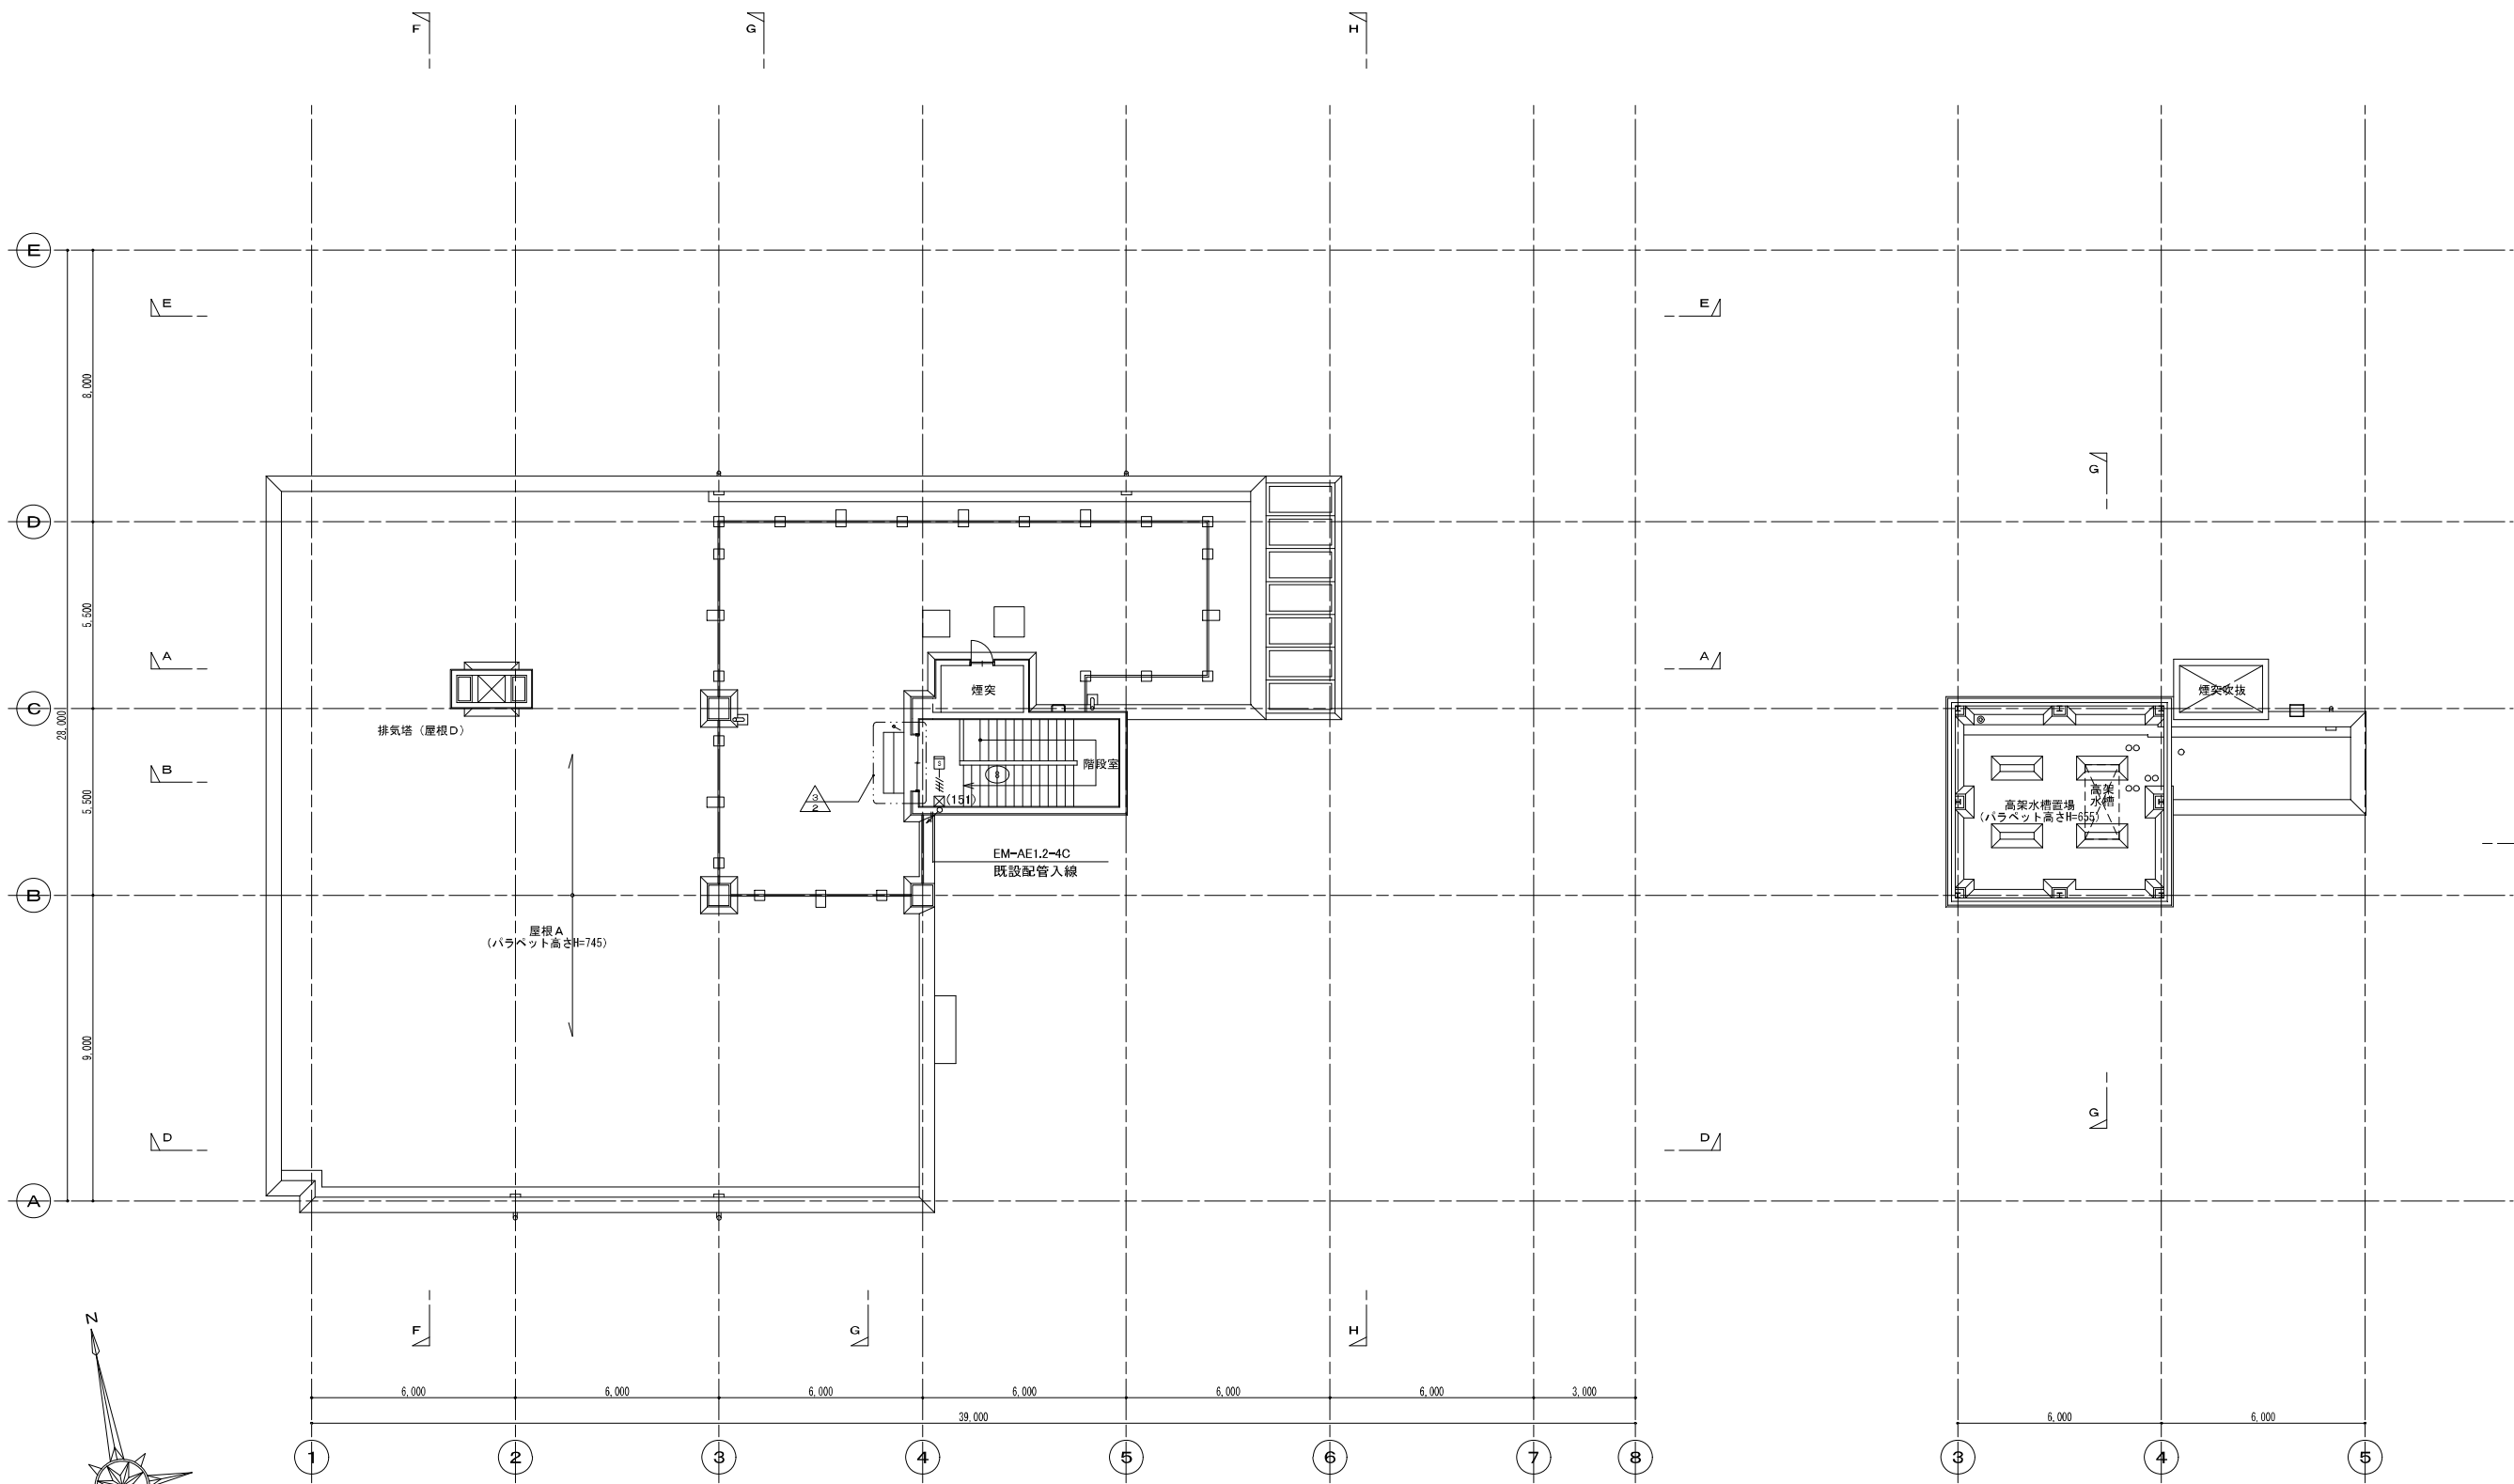 F
G
H
E
E
E
8,000
G
D
5,500
A
A
煙突
煙突吹抜
C
28,000
排気塔（屋根D）
階段室
B
S
8
3
2
(151)
高架
水槽
高架水槽置場
(パラペット高さH=655)
5,500
EM-AE1.2-4C
既設配管入線
B
屋根A
(パラペット高さH=745)
9,000
D
D
G
A
N
F
G
H
6,000
6,000
6,000
6,000
6,000
6,000
3,000
39,000
6,000
6,000
1
2
3
4
5
6
7
8
3
4
5